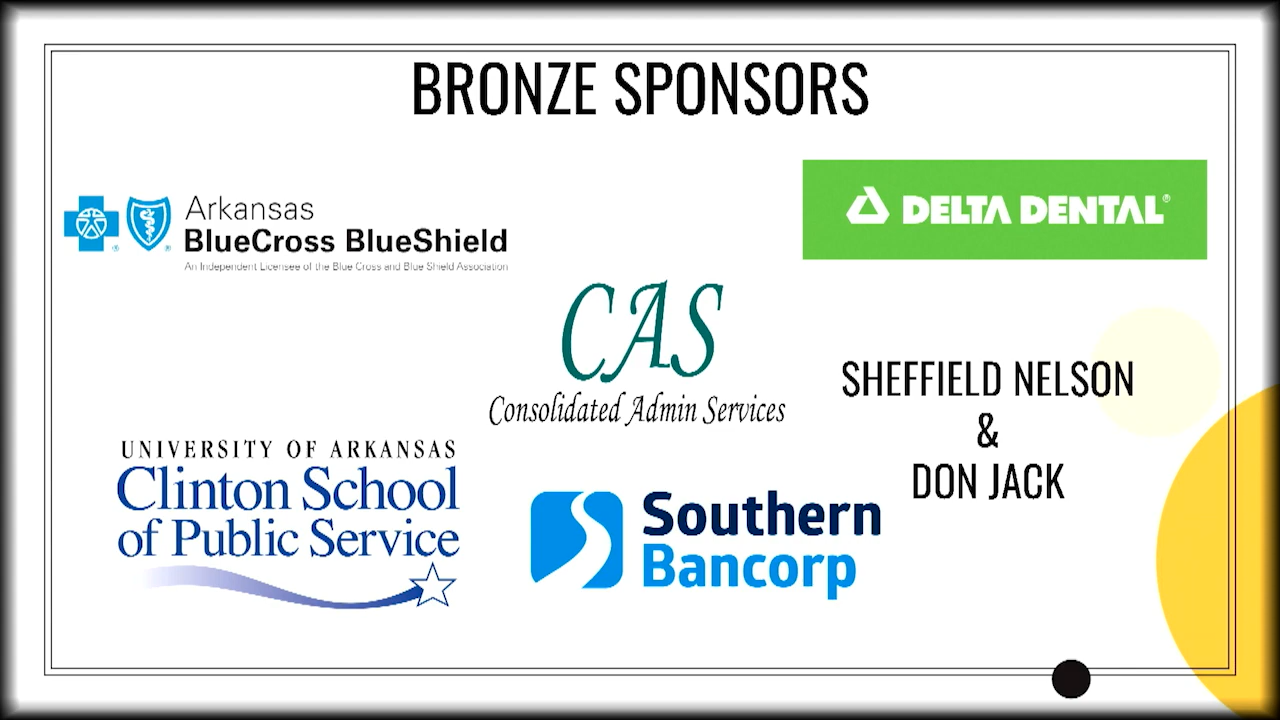 BRONZE SPONSORS
Arkansas
BlueCross BlueShield
An Independent Licensee of the Blue Cross and Blue Shield Association
DELTA DENTAL®
CAS
Consolidated Admin Services
SHEFFIELD NELSON
&
DON JACK
UNIVERSITY OF ARKANSAS
Clinton School
of Public Service
Southern
Bancorp